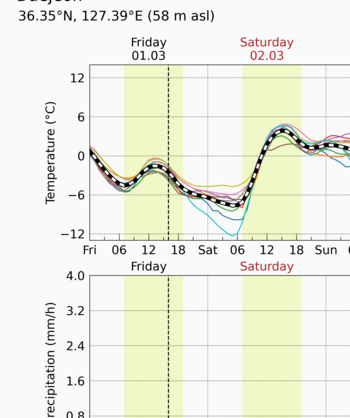 36.35°N, 127.39°E (58 m asl)
Friday
01.03
Saturday
02.03
Temperature (°C)
12
6
0
−6
−12
Fri 06 12 18 Sat 06 12 18 Sun
Friday
Saturday
4.0
3.2
2.4
1.6
0.8
(mm/h)